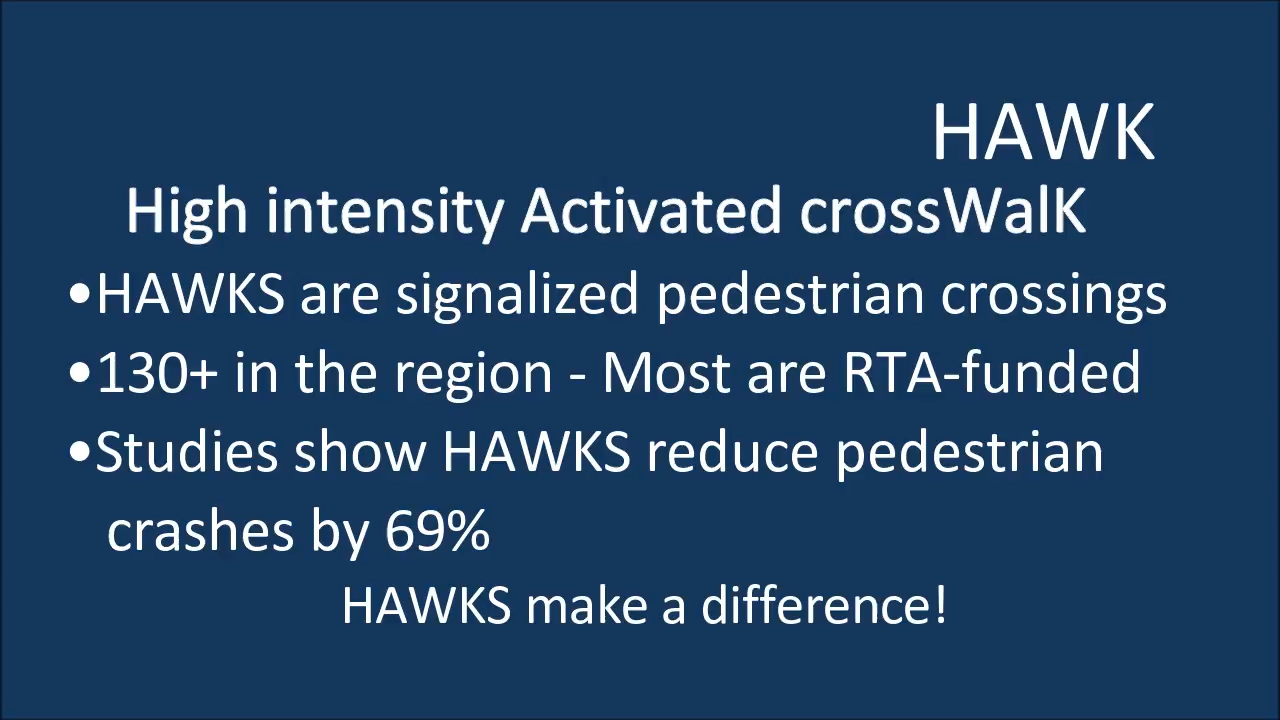 HAWK
High intensity Activated crossWalK
•HAWKS are signalized pedestrian crossings
•130+ in the region - Most are RTA-funded
•Studies show HAWKS reduce pedestrian
crashes by 69%
HAWKS make a difference!